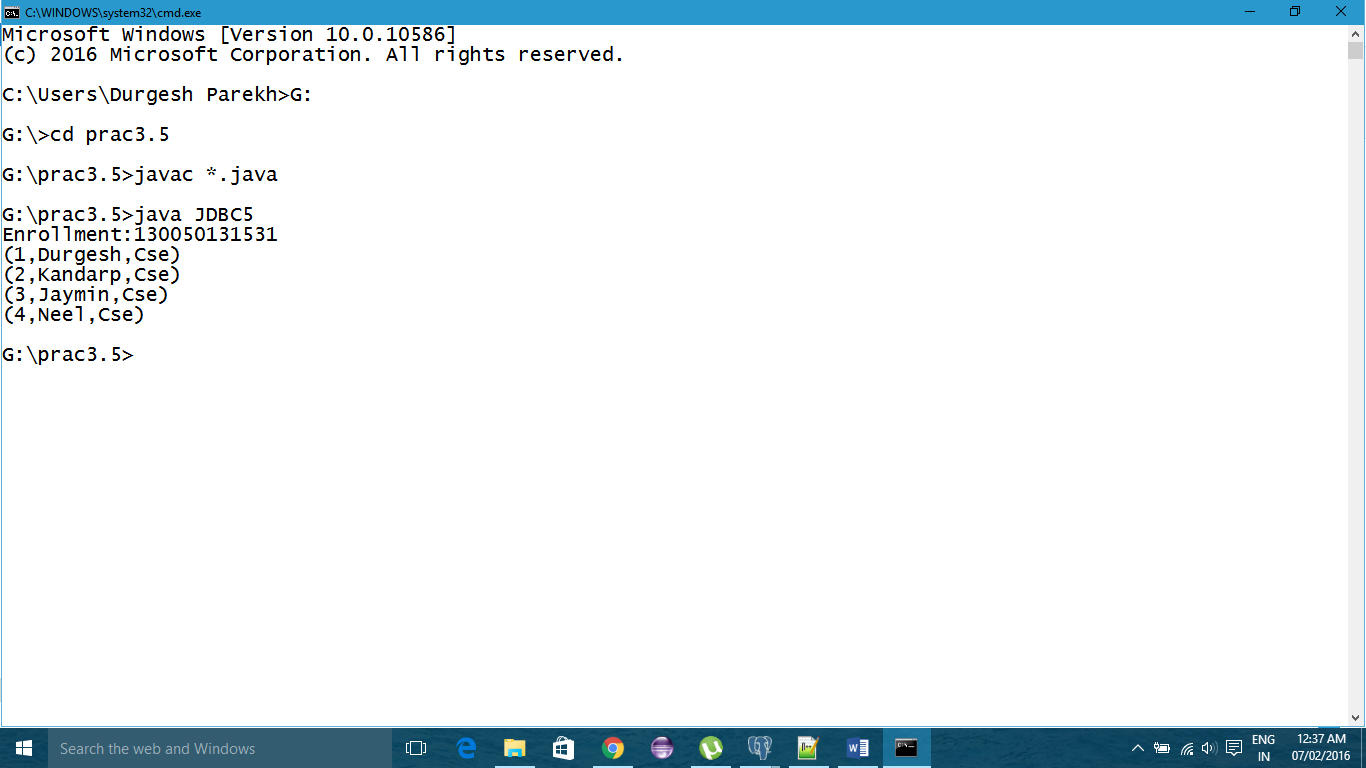 C:\WINDOWS\system32\cmd.exe
Microsoft Windows [Version 10.0.10586]
(c) 2016 Microsoft Corporation. All rights reserved.
C:\Users\Durgesh Parekh>G:
G:\>cd prac3.5
G:\prac3.5>javac *.java
G:\prac3.5>java JDBC5
Enrollment:130050131531
(1,Durgesh,Cse)
(2,Kandarp,Cse)
(3,Jaymin,Cse)
(4,Neel,Cse)
G:\prac3.5>
Search the web and Windows
ENG
IN
12:37 AM
07/02/2016